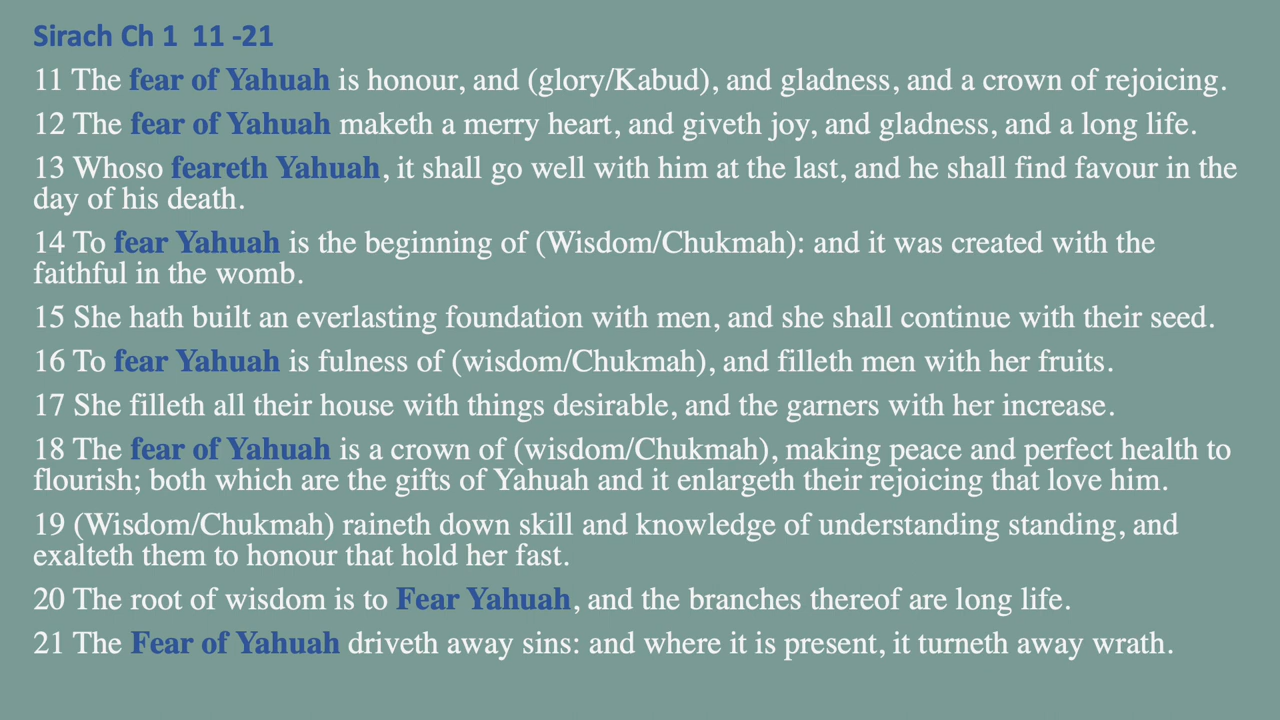 Sirach Ch 1  11 -21
11 The fear of Yahuah is honour, and (glory/Kabud), and gladness, and a crown of rejoicing.
12 The fear of Yahuah maketh a merry heart, and giveth joy, and gladness, and a long life.
13 Whoso feareth Yahuah, it shall go well with him at the last, and he shall find favour in the
day of his death.
14 To fear Yahuah is the beginning of (Wisdom/Chukmah): and it was created with the
faithful in the womb.
15 She hath built an everlasting foundation with men, and she shall continue with their seed.
16 To fear Yahuah is fulness of (wisdom/Chukmah), and filleth men with her fruits.
17 She filleth all their house with things desirable, and the garners with her increase.
18 The fear of Yahuah is a crown of (wisdom/Chukmah), making peace and perfect health to
flourish; both which are the gifts of Yahuah and it enlargeth their rejoicing that love him.
19 (Wisdom/Chukmah) raineth down skill and knowledge of understanding standing, and
exalteth them to honour that hold her fast.
20 The root of wisdom is to Fear Yahuah, and the branches thereof are long life.
21 The Fear of Yahuah driveth away sins: and where it is present, it turneth away wrath.